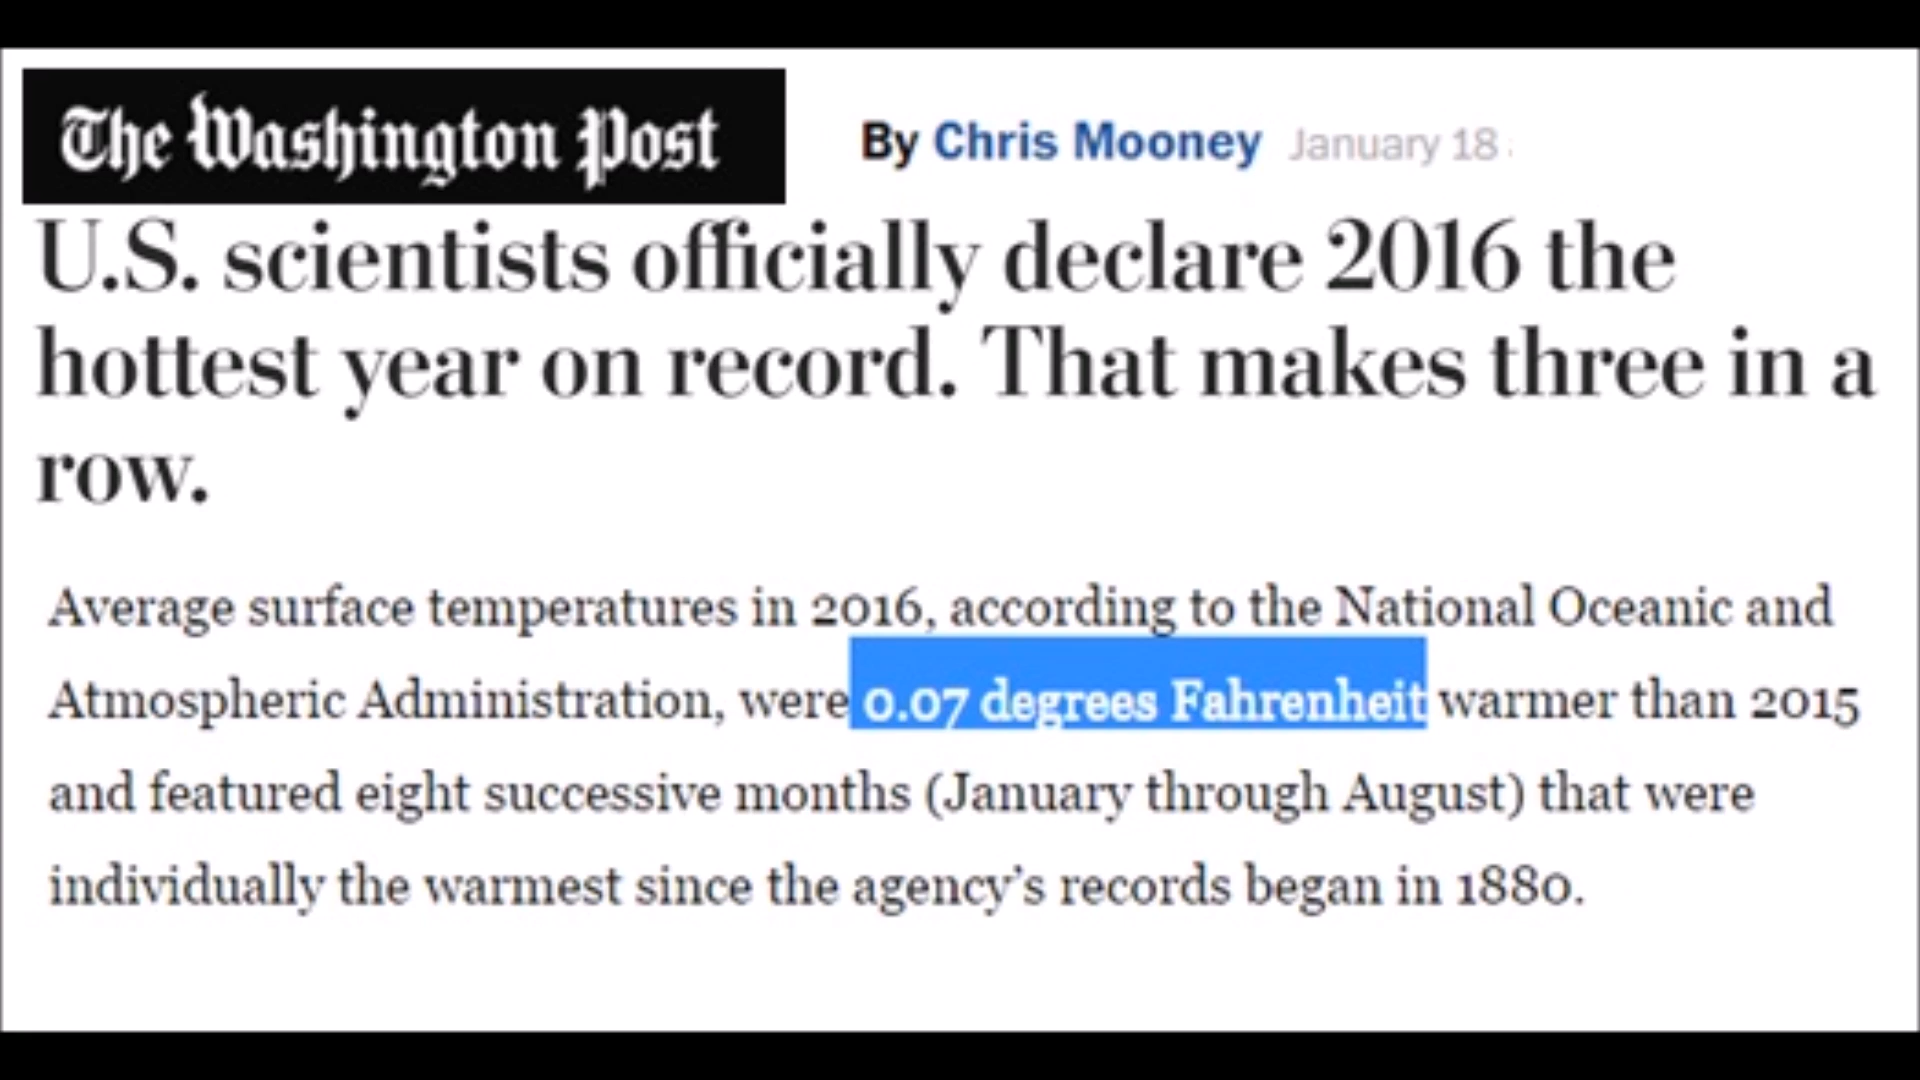 The Washington Post
By Chris Mooney January 18
U.S. scientists officially declare 2016 the
hottest year on record. That makes three in a
row.
Average surface temperatures in 2016, according to the National Oceanic and
Atmospheric Administration, were 0.07 degrees Fahrenheit warmer than 2015
and featured eight successive months (January through August) that were
individually the warmest since the agency’s records began in 1880.